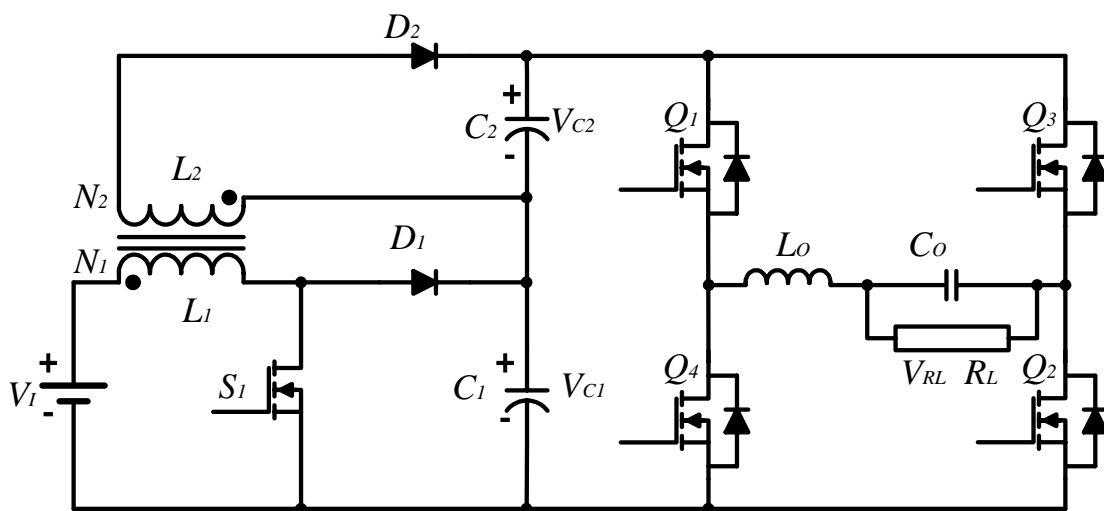 D2
+
C2
VC2
-
Q1
Q3
L2
N2
N1
D1
L1
LO
CO
+
VI
-
S1
+
C1
VC1
-
Q4
VRL
RL
Q2